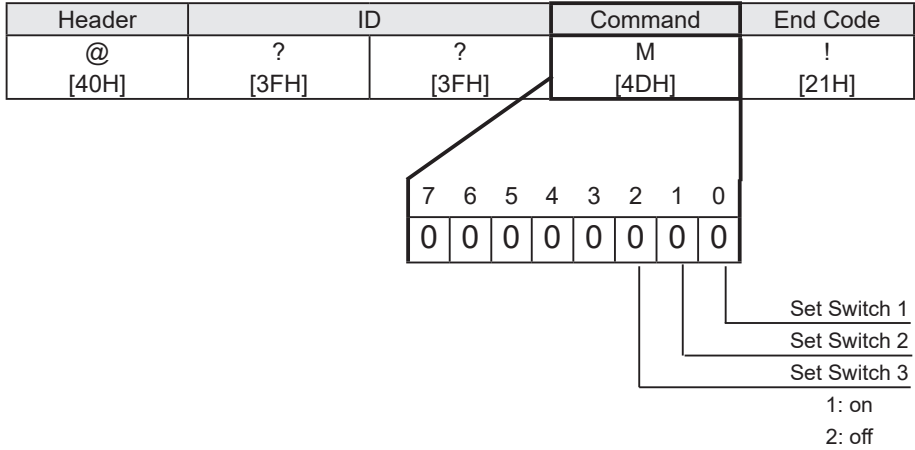 Header ID Command End Code
@ ? ? M !
[40H] [3FH] [3FH] [4DH] [21H]
7 6 5 4 3 2 1 0
0 0 0 0 0 0 0 0
Set Switch 1
Set Switch 2
Set Switch 3
1: on
2: off